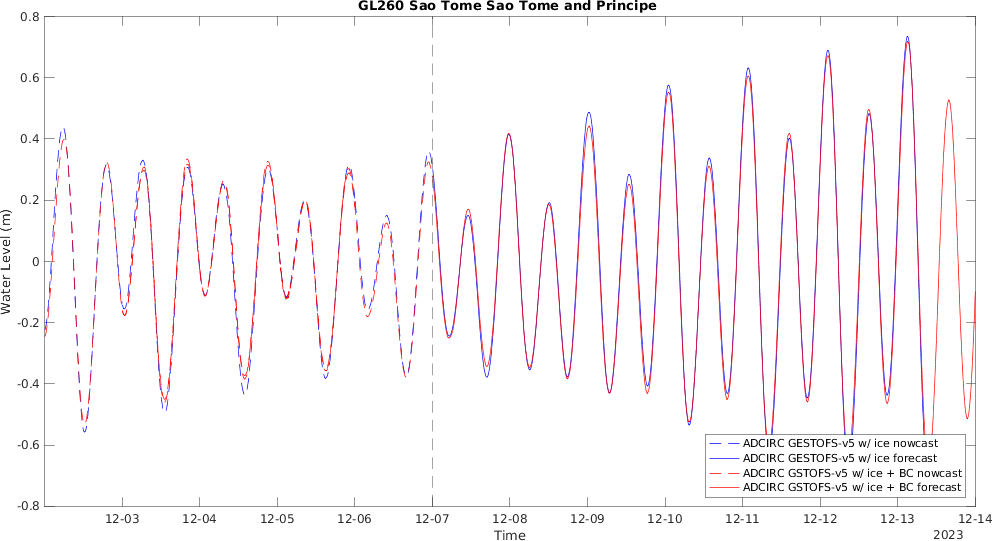 GL260 Sao Tome Sao Tome and Principe
Water Level (m)
0.8
0.6
0.4
0.2
0
-0.2
-0.4
-0.6
-0.8
ADCIRC GESTOFS-v5 w/ ice nowcast
ADCIRC GESTOFS-v5 w/ ice forecast
ADCIRC GSTOFS-v5 w/ ice + BC nowcast
ADCIRC GSTOFS-v5 w/ ice + BC forecast
12-03 12-04 12-05 12-06 12-07 12-08 12-09 12-10 12-11 12-12 12-13 12-14
Time
2023